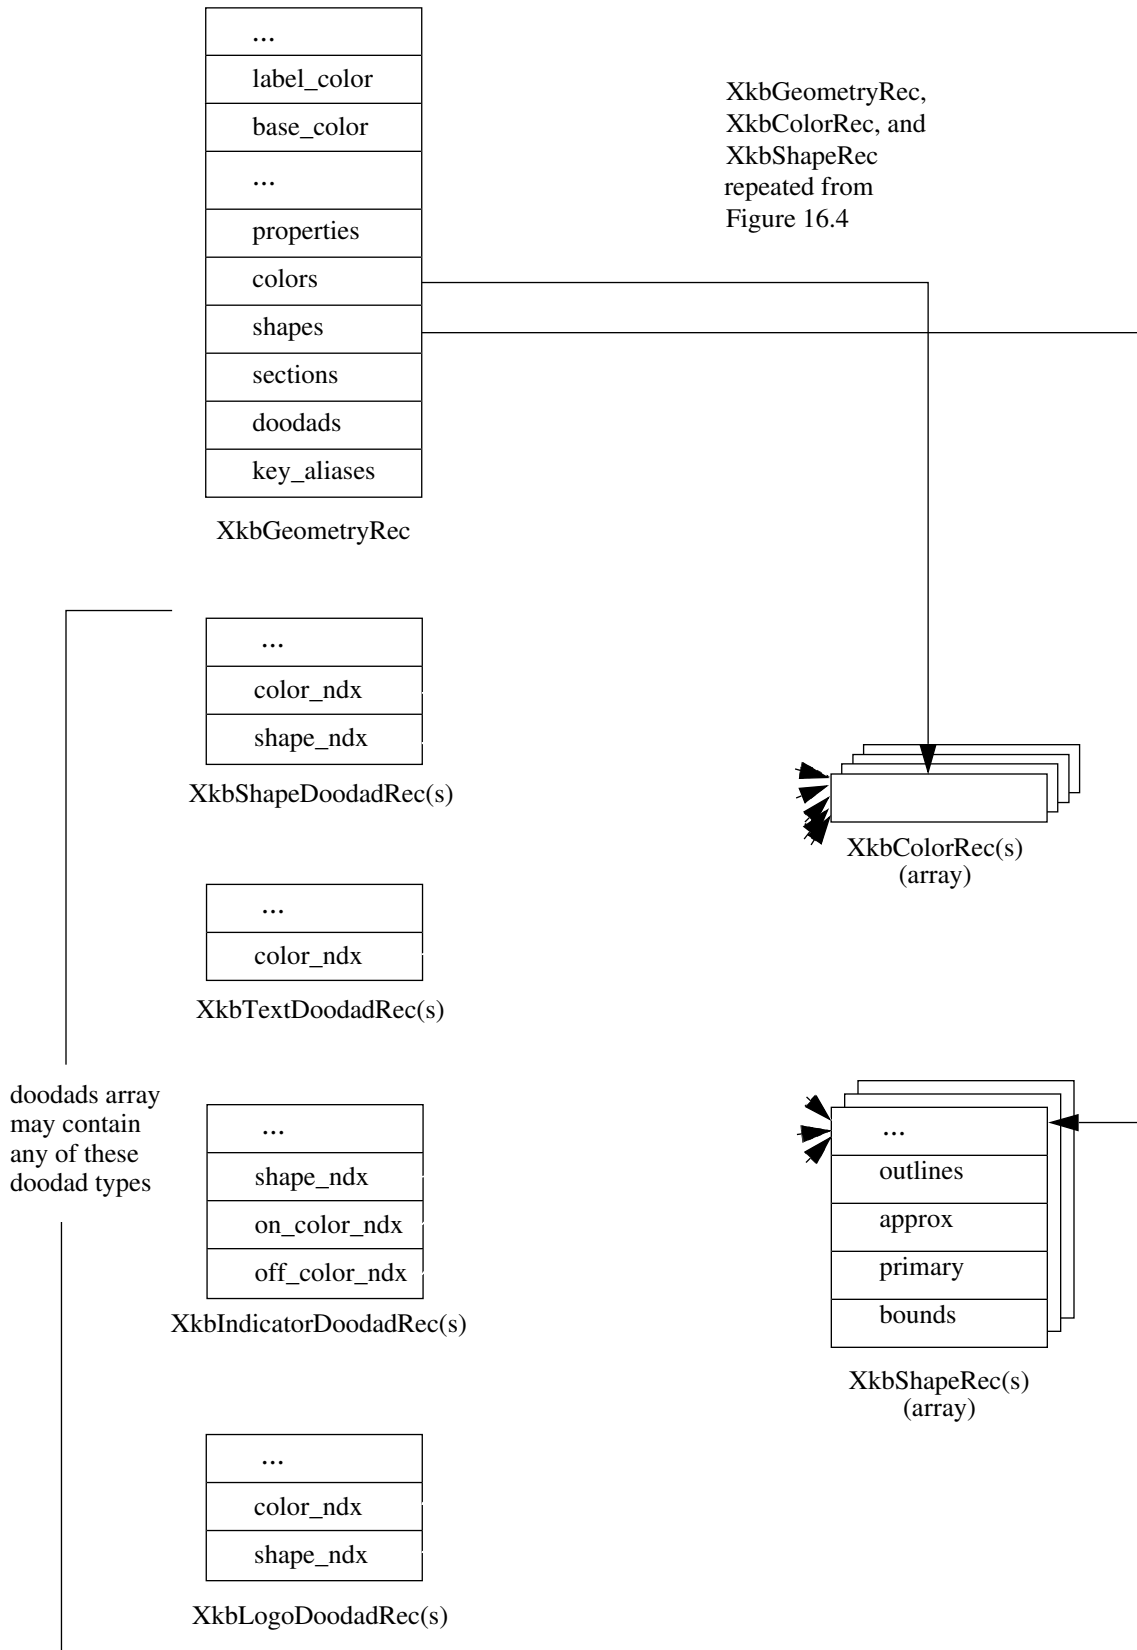 ...
label_color
base_color
...
properties
colors
shapes
sections
doodads
key_aliases
XkbGeometryRec
XkbGeometryRec,
XkbColorRec, and
XkbShapeRec
repeated from
Figure 16.4
...
color_ndx
shape_ndx
XkbShapeDoodadRec(s)
XkbColorRec(s)
(array)
...
color_ndx
XkbTextDoodadRec(s)
doodads array
may contain
any of these
doodad types
...
shape_ndx
on_color_ndx
off_color_ndx
XkbIndicatorDoodadRec(s)
...
outlines
approx
primary
bounds
XkbShapeRec(s)
(array)
...
color_ndx
shape_ndx
XkbLogoDoodadRec(s)